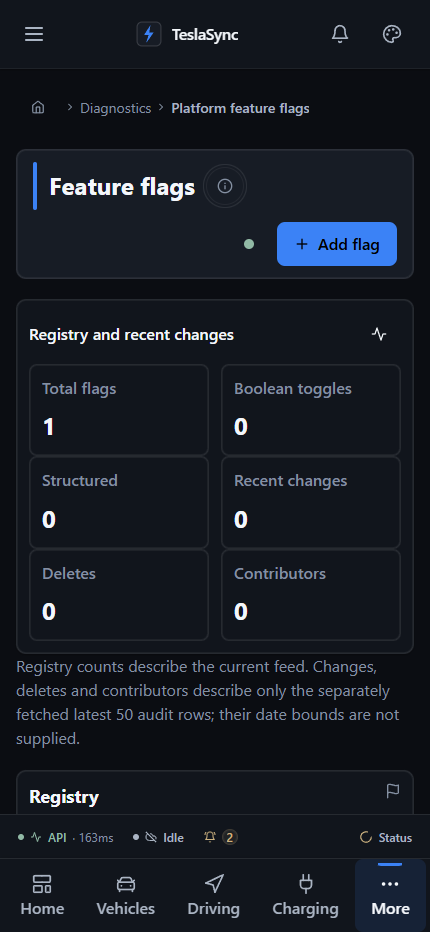 TeslaSync
Diagnostics Platform feature flags
Feature flags
+ Add flag
Registry and recent changes
Total flags Boolean toggles
1 0
Structured Recent changes
0 0
Deletes Contributors
0 0
Registry counts describe the current feed. Changes,
deletes and contributors describe only the separately
fetched latest 50 audit rows; their date bounds are not
supplied.
Registry
API · 163ms Idle 2 Status
Home Vehicles Driving Charging More